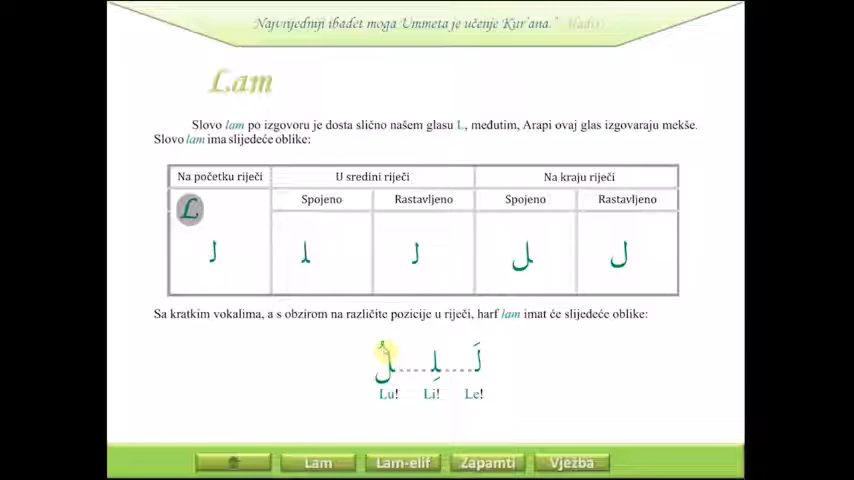 Najvrijedniji ibadet moga Ummeta je učenje Kur'ana."
Lam
Slovo lam po izgovoru je dosta slično našem glasu L, međutim, Arapi ovaj glas izgovaraju mekše.
Slovo lam ima slijedeće oblike:
Na početku riječi U sredini riječi Na kraju riječi
Spojeno Rastavljeno Spojeno Rastavljeno
L
لـ ـلـ لـ ـل ل
Sa kratkim vokalima, a s obzirom na različite pozicije u riječi, harf lam imat će slijedeće oblike:
لَـ ـلِـ ـلُ
Lu! Li! Le!
Lam Lam-elif Zapamti Vježba